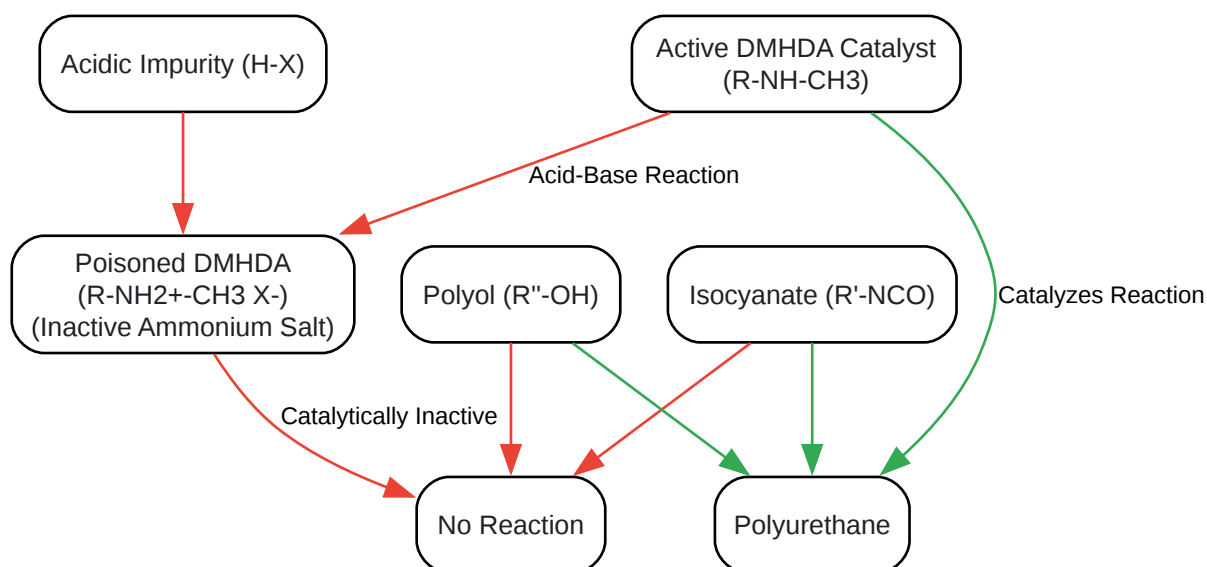 Acidic Impurity (H-X)
Active DMHDA Catalyst
(R-NH-CH3)
Acid-Base Reaction
Poisoned DMHDA
(R-NH2+-CH3 X-)
(Inactive Ammonium Salt)
Polyol (R''-OH)
Isocyanate (R'-NCO)
Catalyzes Reaction
Catalytically Inactive
No Reaction
Polyurethane